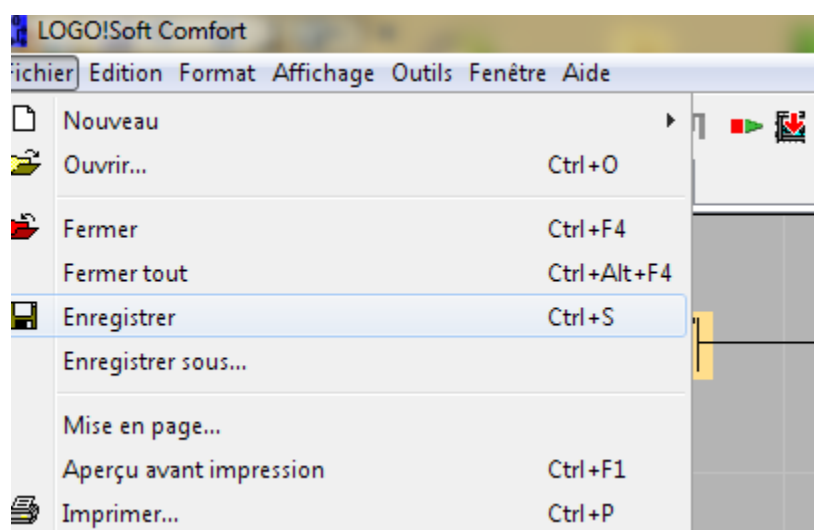 LOGO!Soft Comfort
Fichier Edition Format Affichage Outils Fenêtre Aide
Nouveau
Ouvrir... Ctrl+O
Fermer Ctrl+F4
Fermer tout Ctrl+Alt+F4
Enregistrer Ctrl+S
Enregistrer sous...
Mise en page...
Aperçu avant impression Ctrl+F1
Imprimer... Ctrl+P